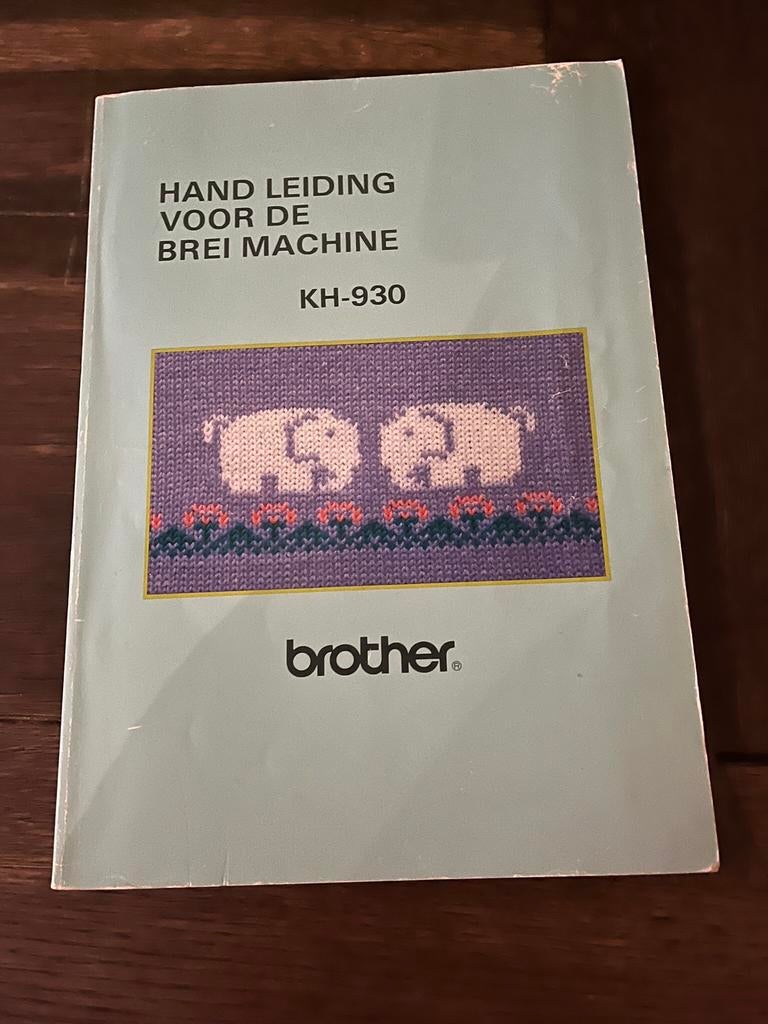 HAND LEIDING
VOOR DE
BREI MACHINE
KH-930
brother®